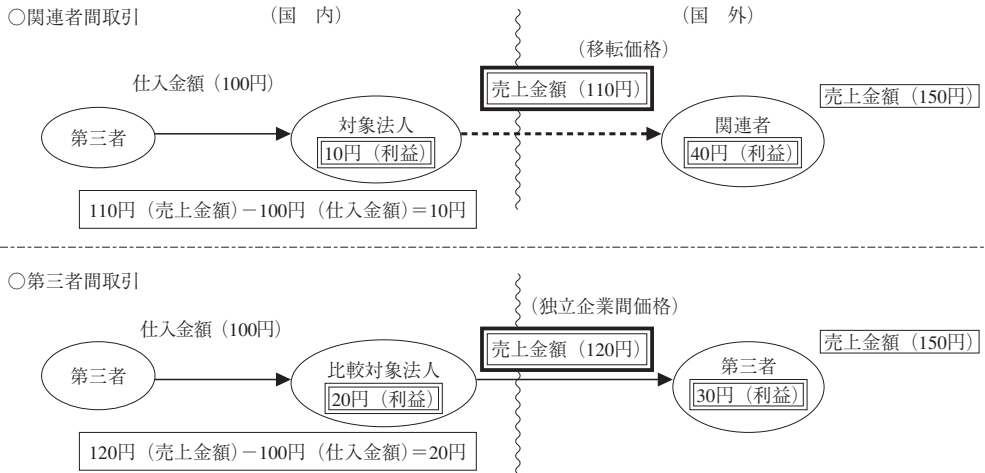 ○関連者間取引
(国 内)
(国 外)
(移転価格)
仕入金額(100円)
売上金額(110円)
売上金額(150円)
第三者
対象法人
10円(利益)
関連者
40円(利益)
110円(売上金額)－100円(仕入金額)＝10円
○第三者間取引
(独立企業間価格)
仕入金額(100円)
売上金額(120円)
売上金額(150円)
第三者
比較対象法人
20円(利益)
第三者
30円(利益)
120円(売上金額)－100円(仕入金額)＝20円